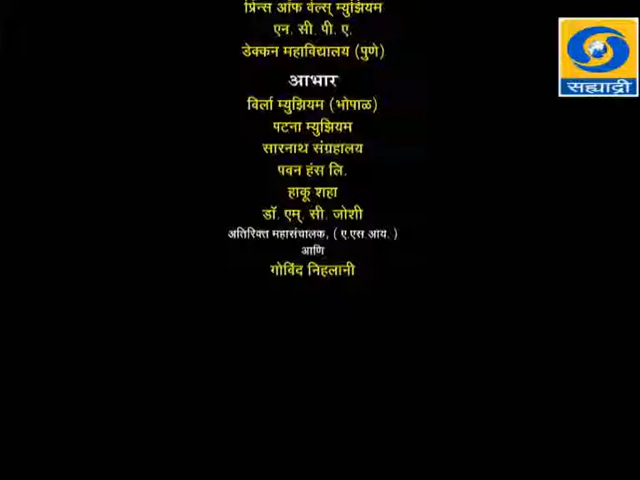 प्रिन्स ऑफ वेल्स् म्युझियम
एन. सी. पी. ए.
डेक्कन महाविद्यालय (पुणे)
आभार
विर्ला म्युझियम (भोपाळ)
पटना म्युझियम
सारनाथ संग्रहालय
पवन हंस लि.
हाकू शहा
डॉ. एम्. सी. जोशी
अतिरिक्त महासंचालक, ( ए.एस आय. )
आणि
गोविंद निहलानी
सह्याद्री